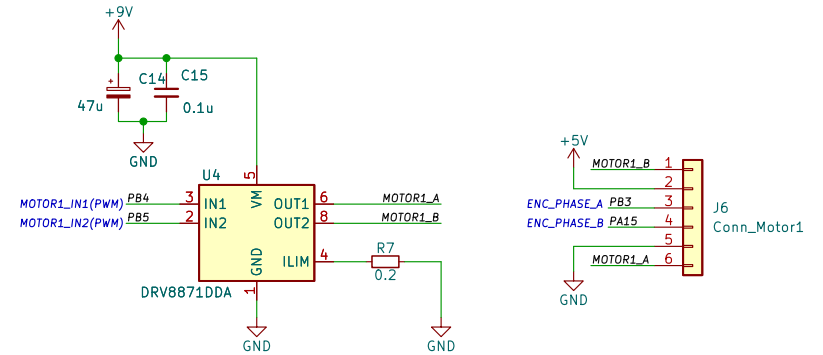 +9V
C14
C15
47u
0.1u
GND
U4
5
MOTOR1_IN1(PWM) PB4 3 IN1 VM OUT1 6 MOTOR1_A
MOTOR1_IN2(PWM) PB5 2 IN2 OUT2 8 MOTOR1_B
GND ILIM 4 R7
0.2
DRV8871DDA 1
GND
GND
+5V
MOTOR1_B 1
2
ENC_PHASE_A PB3 3 J6
ENC_PHASE_B PA15 4 Conn_Motor1
5
MOTOR1_A 6
GND